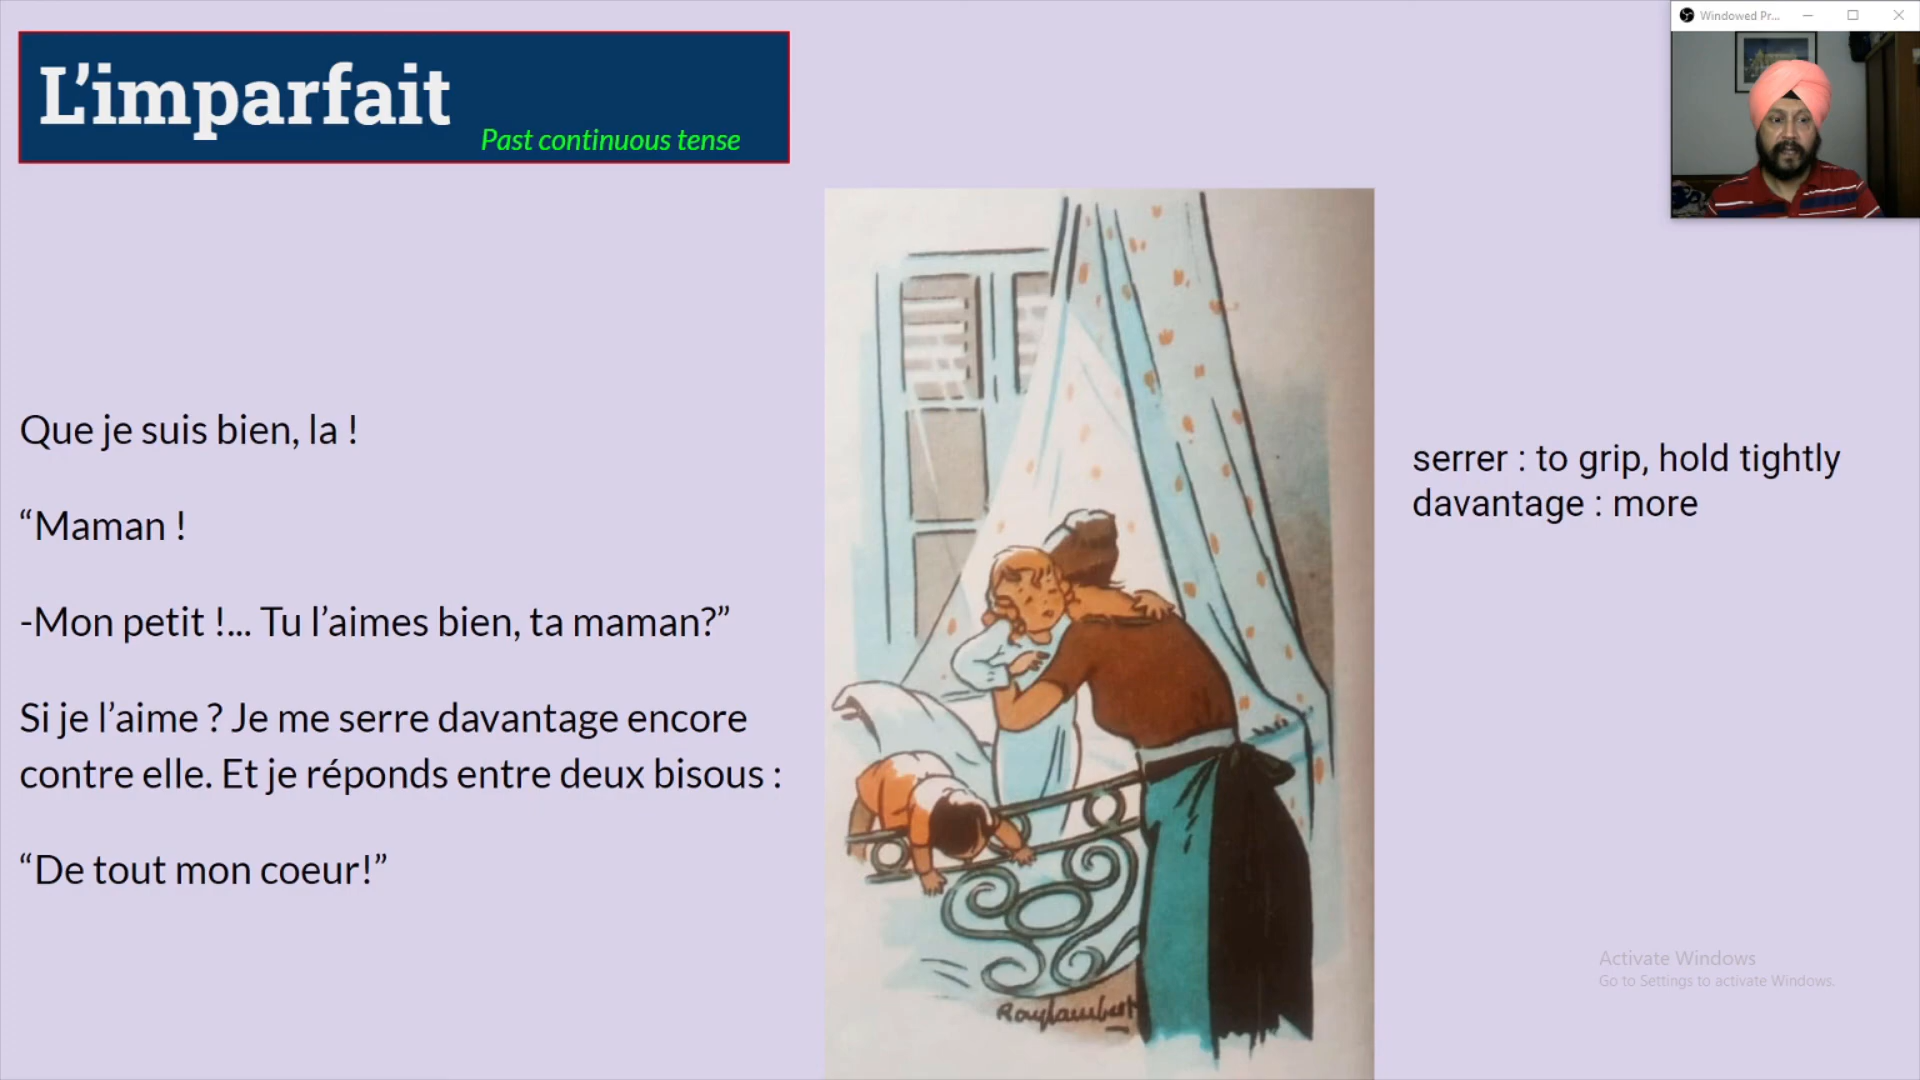 L’imparfait
Past continuous tense
Windowed Pr...
Que je suis bien, la !
“Maman !
-Mon petit !... Tu l’aimes bien, ta maman?”
Si je l’aime ? Je me serre davantage encore
contre elle. Et je réponds entre deux bisous :
“De tout mon coeur!”
serrer : to grip, hold tightly
davantage : more
Raylambert
Activate Windows
Go to Settings to activate Windows.